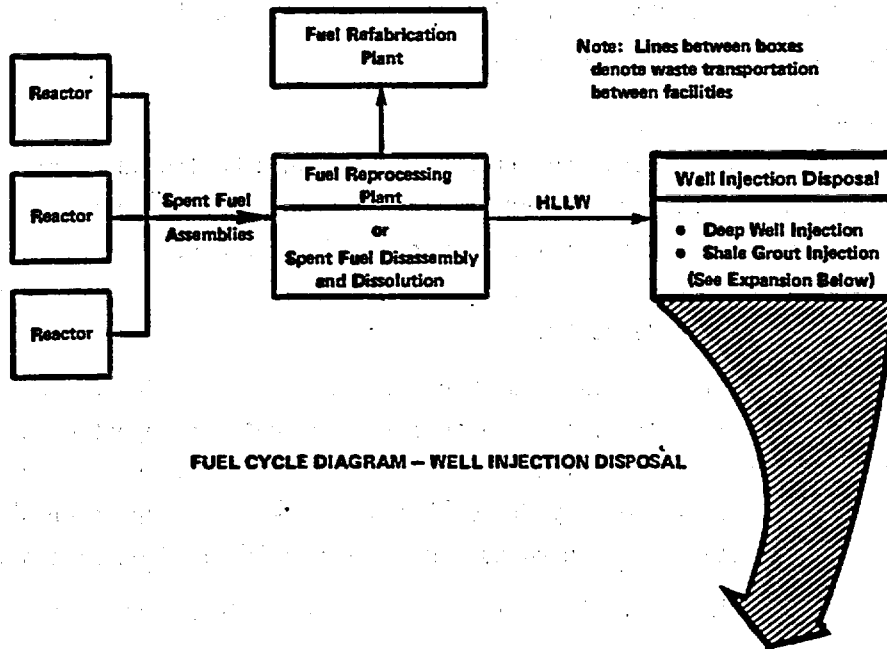 Fuel Refabrication
Plant
Note: Lines between boxes
denote waste transportation
between facilities
Reactor
Reactor
Reactor
Spent Fuel
Assemblies
Fuel Reprocessing
Plant
or
Spent Fuel Disassembly
and Dissolution
HLLW
Well Injection Disposal
• Deep Well Injection
• Shale Grout Injection
(See Expansion Below)
FUEL CYCLE DIAGRAM – WELL INJECTION DISPOSAL